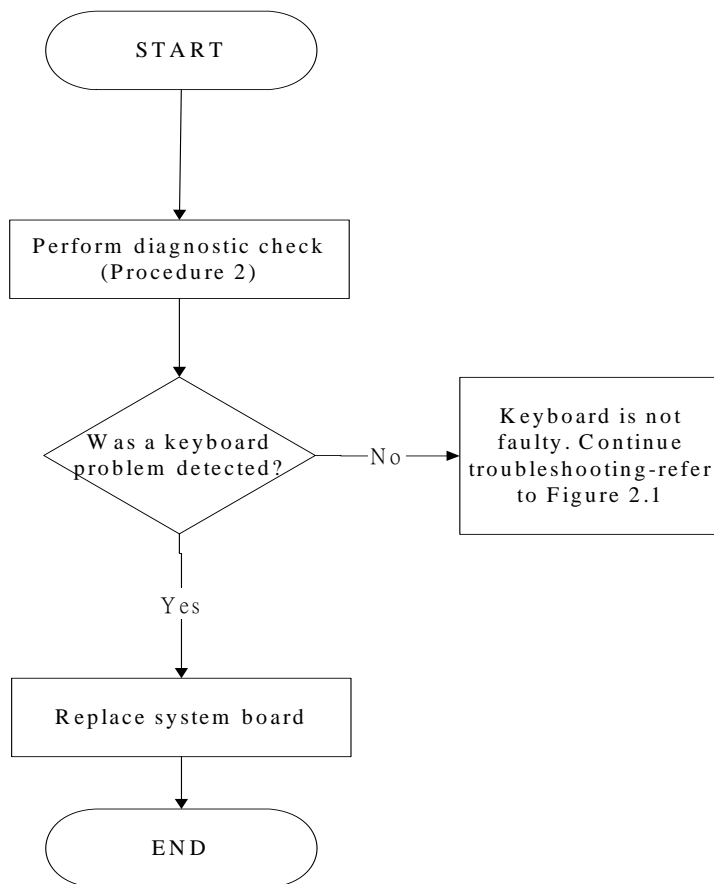 START
Perform diagnostic check
(Procedure 2)
Was a keyboard
problem detected?
No
Keyboard is not
faulty. Continue
troubleshooting-refer
to Figure 2.1
Yes
Replace system board
END